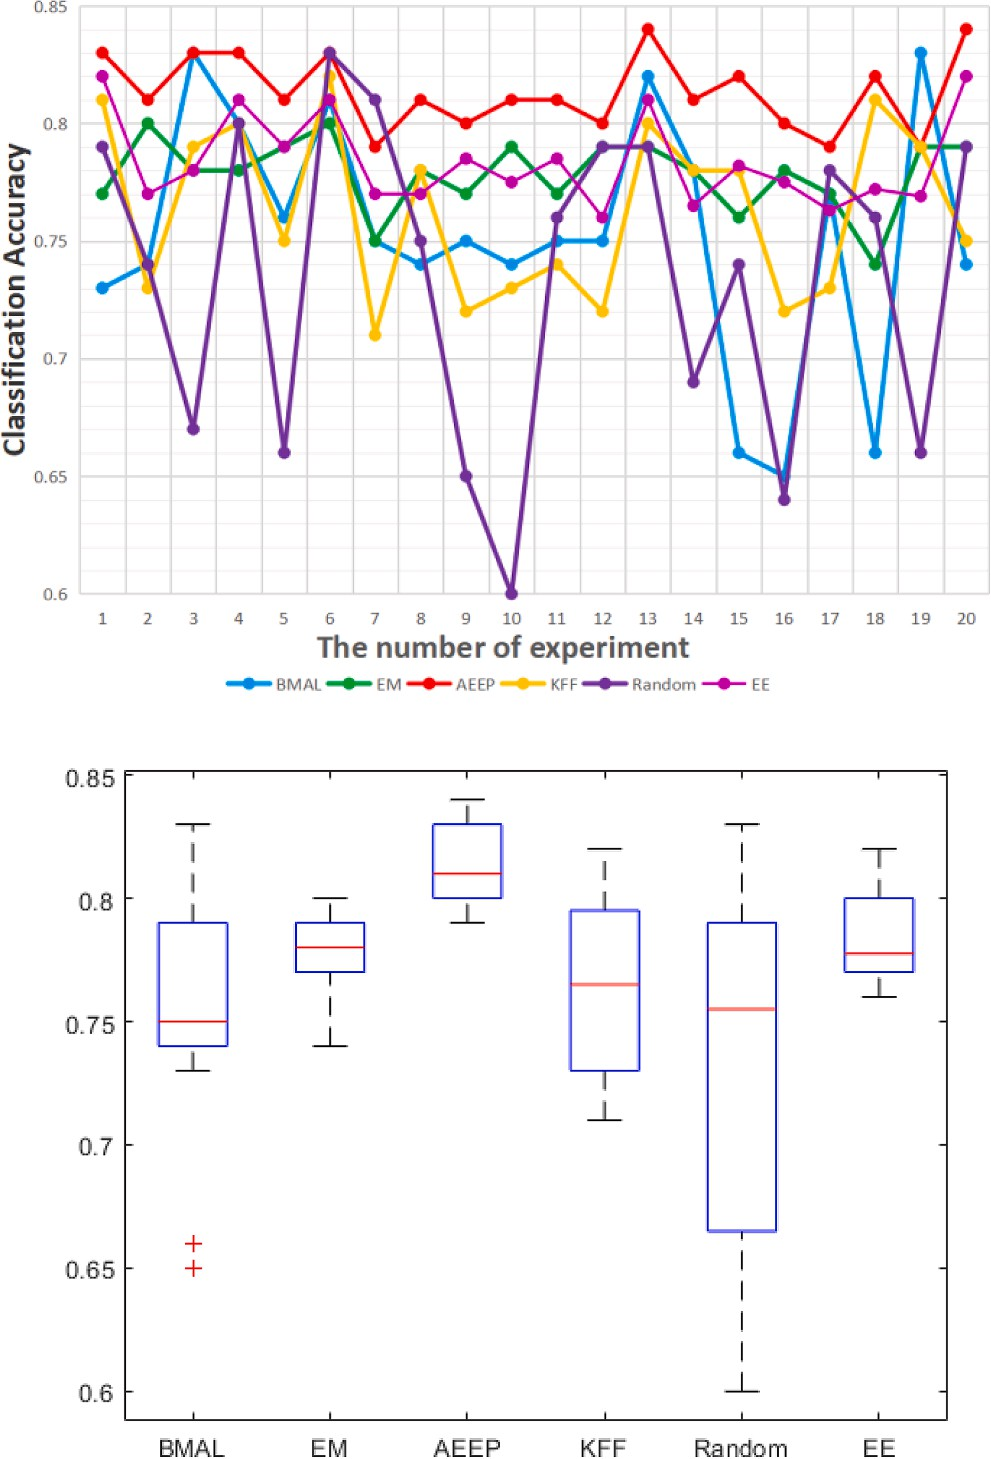 0.85
0.8
0.75
0.7
0.65
0.6
Classification Accuracy
1 2 3 4 5 6 7 8 9 10 11 12 13 14 15 16 17 18 19 20
The number of experiment
BMAL EM AEEP KFF Random EE
0.85
0.8
0.75
0.7
0.65
0.6
BMAL EM AEEP KFF Random EE